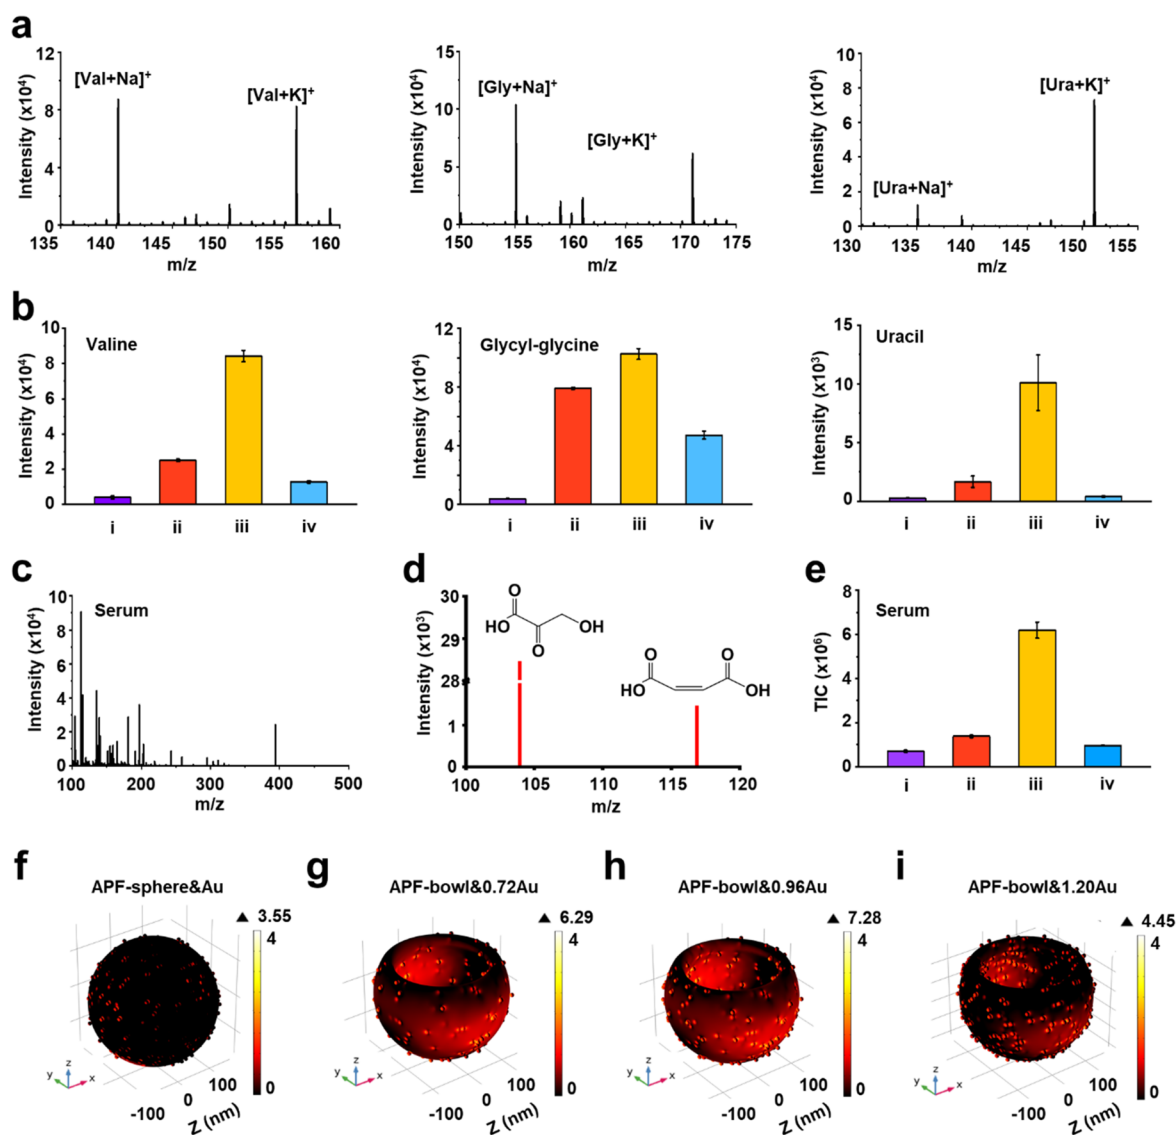 a
12
8
4
0
Intensity (x10⁴)
[Val+Na]⁺
[Val+K]⁺
135
140
145
150
155
160
m/z
15
10
5
0
Intensity (x10⁴)
[Gly+Na]⁺
[Gly+K]⁺
150
155
160
165
170
175
m/z
10
8
6
4
2
0
Intensity (x10⁴)
[Ura+K]⁺
[Ura+Na]⁺
130
135
140
145
150
155
m/z
b
10
8
6
4
2
0
Intensity (x10⁴)
Valine
i
ii
iii
iv
12
8
4
0
Intensity (x10⁴)
Glycyl-glycine
i
ii
iii
iv
15
10
5
0
Intensity (x10³)
Uracil
i
ii
iii
iv
c
10
8
6
4
2
0
Intensity (x10⁴)
Serum
100
200
300
400
500
m/z
d
30
29
28
1
0
Intensity (x10³)
O
HO
OH
O
O
O
HO
OH
100
105
110
115
120
m/z
e
8
6
4
2
0
TIC (x10⁶)
Serum
i
ii
iii
iv
f
APF-sphere&Au
▲ 3.55
4
0
z
y
x
100
0
-100
Z (nm)
g
APF-bowl&0.72Au
▲ 6.29
4
0
z
y
x
100
0
-100
Z (nm)
h
APF-bowl&0.96Au
▲ 7.28
4
0
z
y
x
100
0
-100
Z (nm)
i
APF-bowl&1.20Au
▲ 4.45
4
0
z
y
x
100
0
-100
Z (nm)